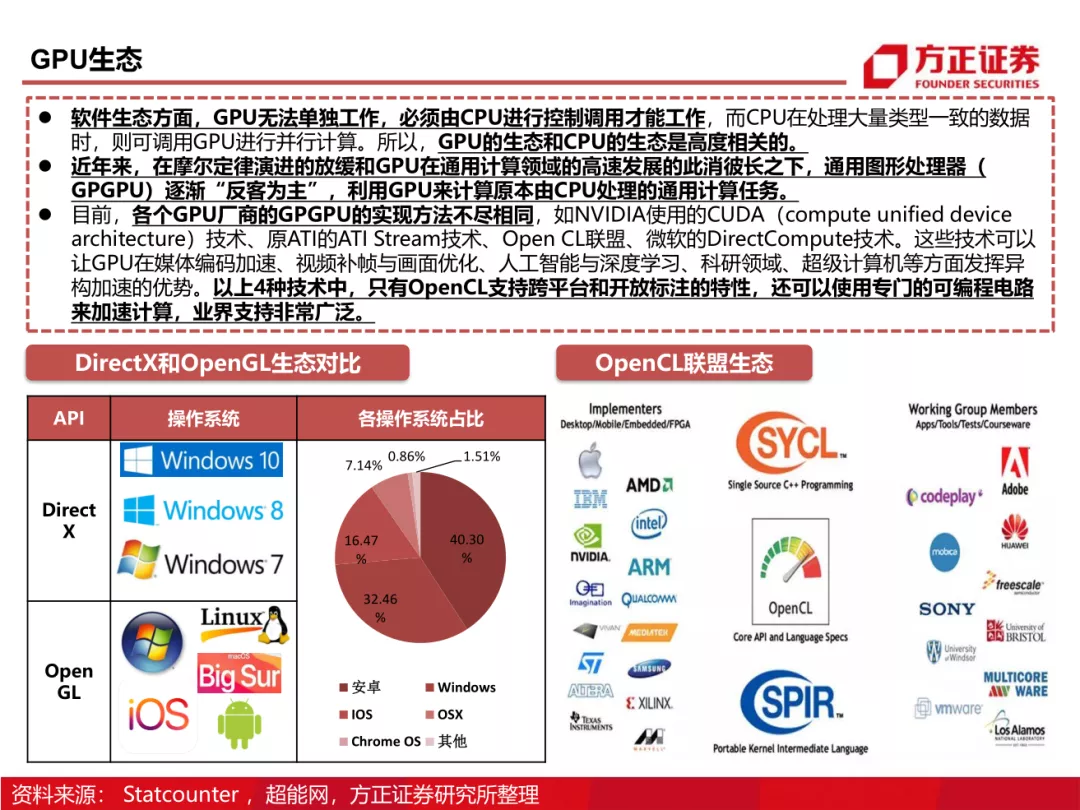 GPU生态
方正证券
FOUNDER SECURITIES
● 软件生态方面，GPU无法单独工作，必须由CPU进行控制调用才能工作，而CPU在处理大量类型一致的数据
时，则可调用GPU进行并行计算。所以，GPU的生态和CPU的生态是高度相关的。
● 近年来，在摩尔定律演进的放缓和GPU在通用计算领域的高速发展的此消彼长之下，通用图形处理器（
GPGPU）逐渐“反客为主”，利用GPU来计算原本由CPU处理的通用计算任务。
● 目前，各个GPU厂商的GPGPU的实现方法不尽相同，如NVIDIA使用的CUDA（compute unified device
architecture）技术、原ATI的ATI Stream技术、Open CL联盟、微软的DirectCompute技术。这些技术可以
让GPU在媒体编码加速、视频补帧与画面优化、人工智能与深度学习、科研领域、超级计算机等方面发挥异
构加速的优势。以上4种技术中，只有OpenCL支持跨平台和开放标注的特性，还可以使用专门的可编程电路
来加速计算，业界支持非常广泛。
DirectX和OpenGL生态对比
API
操作系统
各操作系统占比
Direct
X
Windows 10
Windows 8
Windows 7
Open
GL
Linux
macOS
Big Sur
iOS
7.14%
0.86%
1.51%
16.47
%
40.30
%
32.46
%
安卓
Windows
IOS
OSX
Chrome OS
其他
OpenCL联盟生态
Implementers
Desktop/Mobile/Embedded/FPGA
IBM
AMD
intel
NVIDIA.
ARM
Imagination
QUALCOMM
VIVANTE
MEDIATEK
ST
SAMSUNG
ALTERA
XILINX
TEXAS
INSTRUMENTS
MARVELL
SYCL™
Single Source C++ Programming
OpenCL
Core API and Language Specs
SPIR™
Portable Kernel Intermediate Language
Working Group Members
Apps/Tools/Tests/Courseware
Adobe
codeplay
HUAWEI
mobica
freescale
semiconductor
SONY
University of
BRISTOL
University
of Windsor
MULTICORE
WARE
vmware
Los Alamos
NATIONAL LABORATORY
资料来源： Statcounter ，超能网，方正证券研究所整理